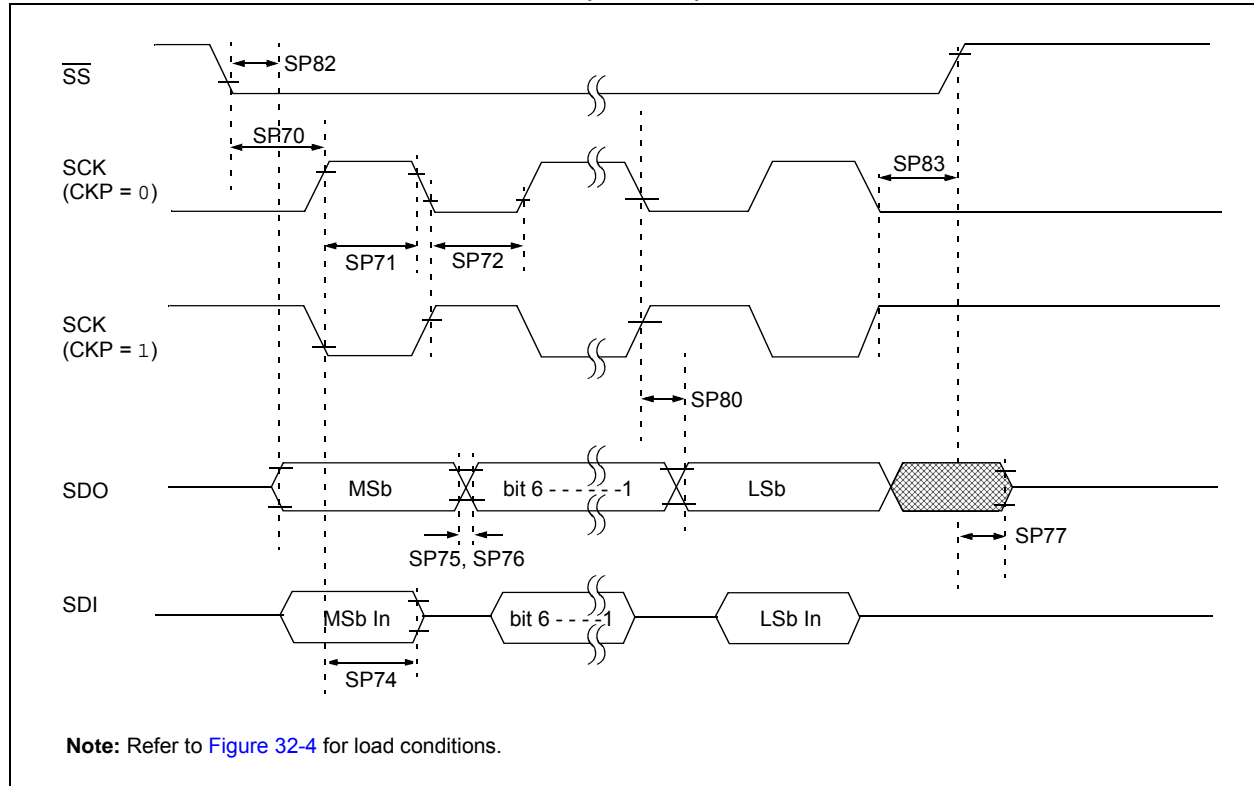 SS
SP82
SP70
SCK
(CKP = 0)
SP83
SP71
SP72
SCK
(CKP = 1)
SP80
SDO
MSb
bit 6 - - - - - -1
LSb
SP75, SP76
SP77
SDI
MSb In
bit 6 - - - -1
LSb In
SP74
Note: Refer to Figure 32-4 for load conditions.